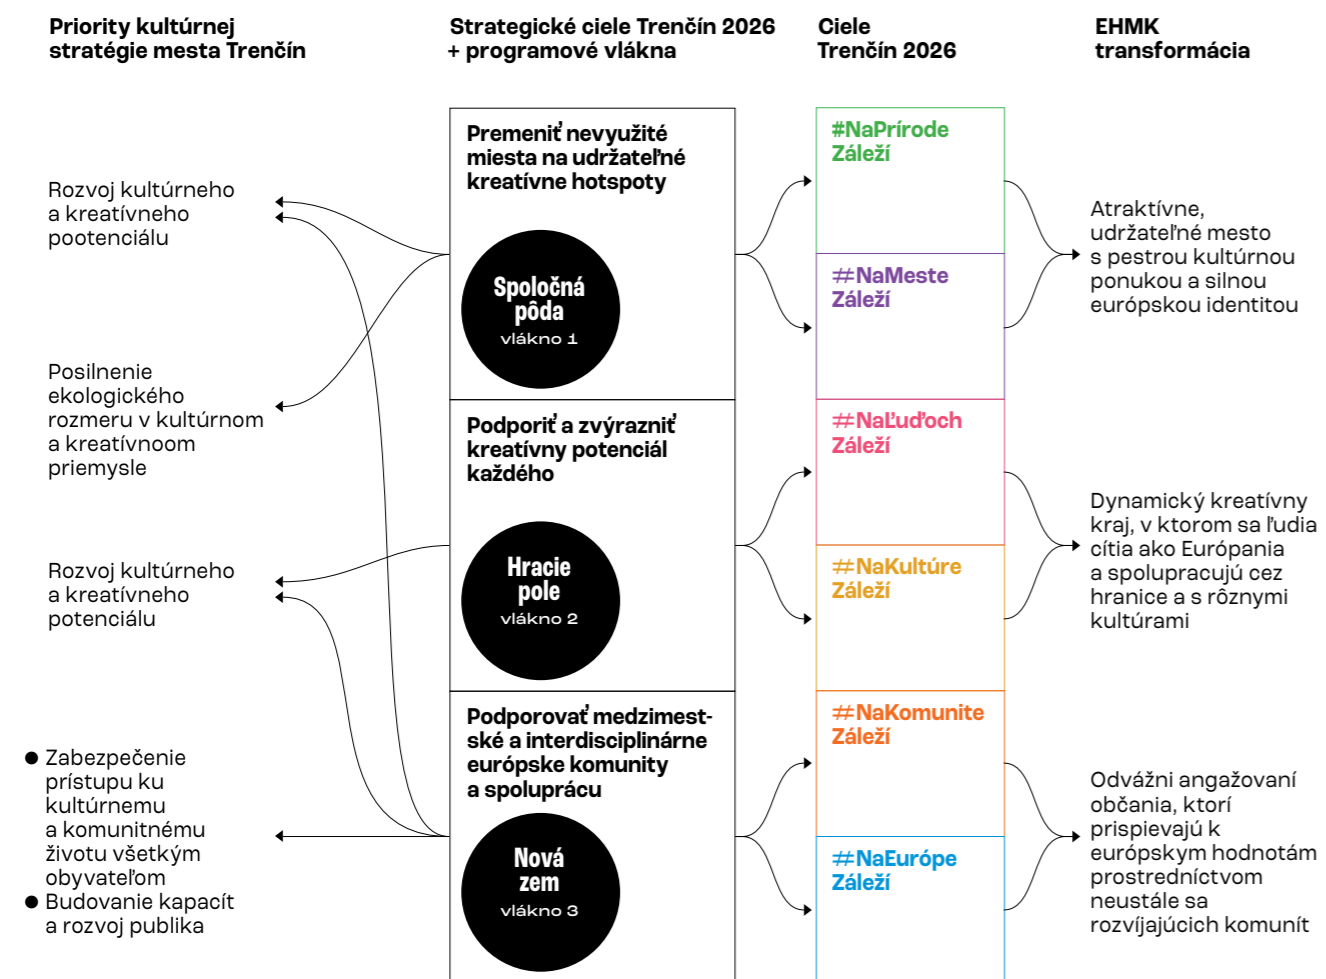 Priority kultúrnej
stratégie mesta Trenčín
Strategické ciele Trenčín 2026
+ programové vlákna
Ciele
Trenčín 2026
EHMK
transformácia
Rozvoj kultúrneho
a kreatívneho
pootenciálu
Posilnenie
ekologického
rozmeru v kultúrnom
a kreatívnoom
priemysle
Rozvoj kultúrneho
a kreatívneho
potenciálu
● Zabezpečenie
prístupu ku
kultúrnemu
a komunitnému
životu všetkým
obyvateľom
● Budovanie kapacít
a rozvoj publika
Premeniť nevyužité
miesta na udržateľné
kreatívne hotspoty
Spoločná
pôda
vlákno 1
Podporiť a zvýrazniť
kreatívny potenciál
každého
Hracie
pole
vlákno 2
Podporovať medzimest-
ské a interdisciplinárne
európske komunity
a spoluprácu
Nová
zem
vlákno 3
#NaPrírode
Záleží
#NaMeste
Záleží
#NaĽuďoch
Záleží
#NaKultúre
Záleží
#NaKomunite
Záleží
#NaEurópe
Záleží
Atraktívne,
udržateľné mesto
s pestrou kultúrnou
ponukou a silnou
európskou identitou
Dynamický kreatívny
kraj, v ktorom sa ľudia
cítia ako Európania
a spolupracujú cez
hranice a s rôznymi
kultúrami
Odvážni angažovaní
občania, ktorí
prispievajú k
európskym hodnotám
prostredníctvom
neustále sa
rozvíjajúcich komunít